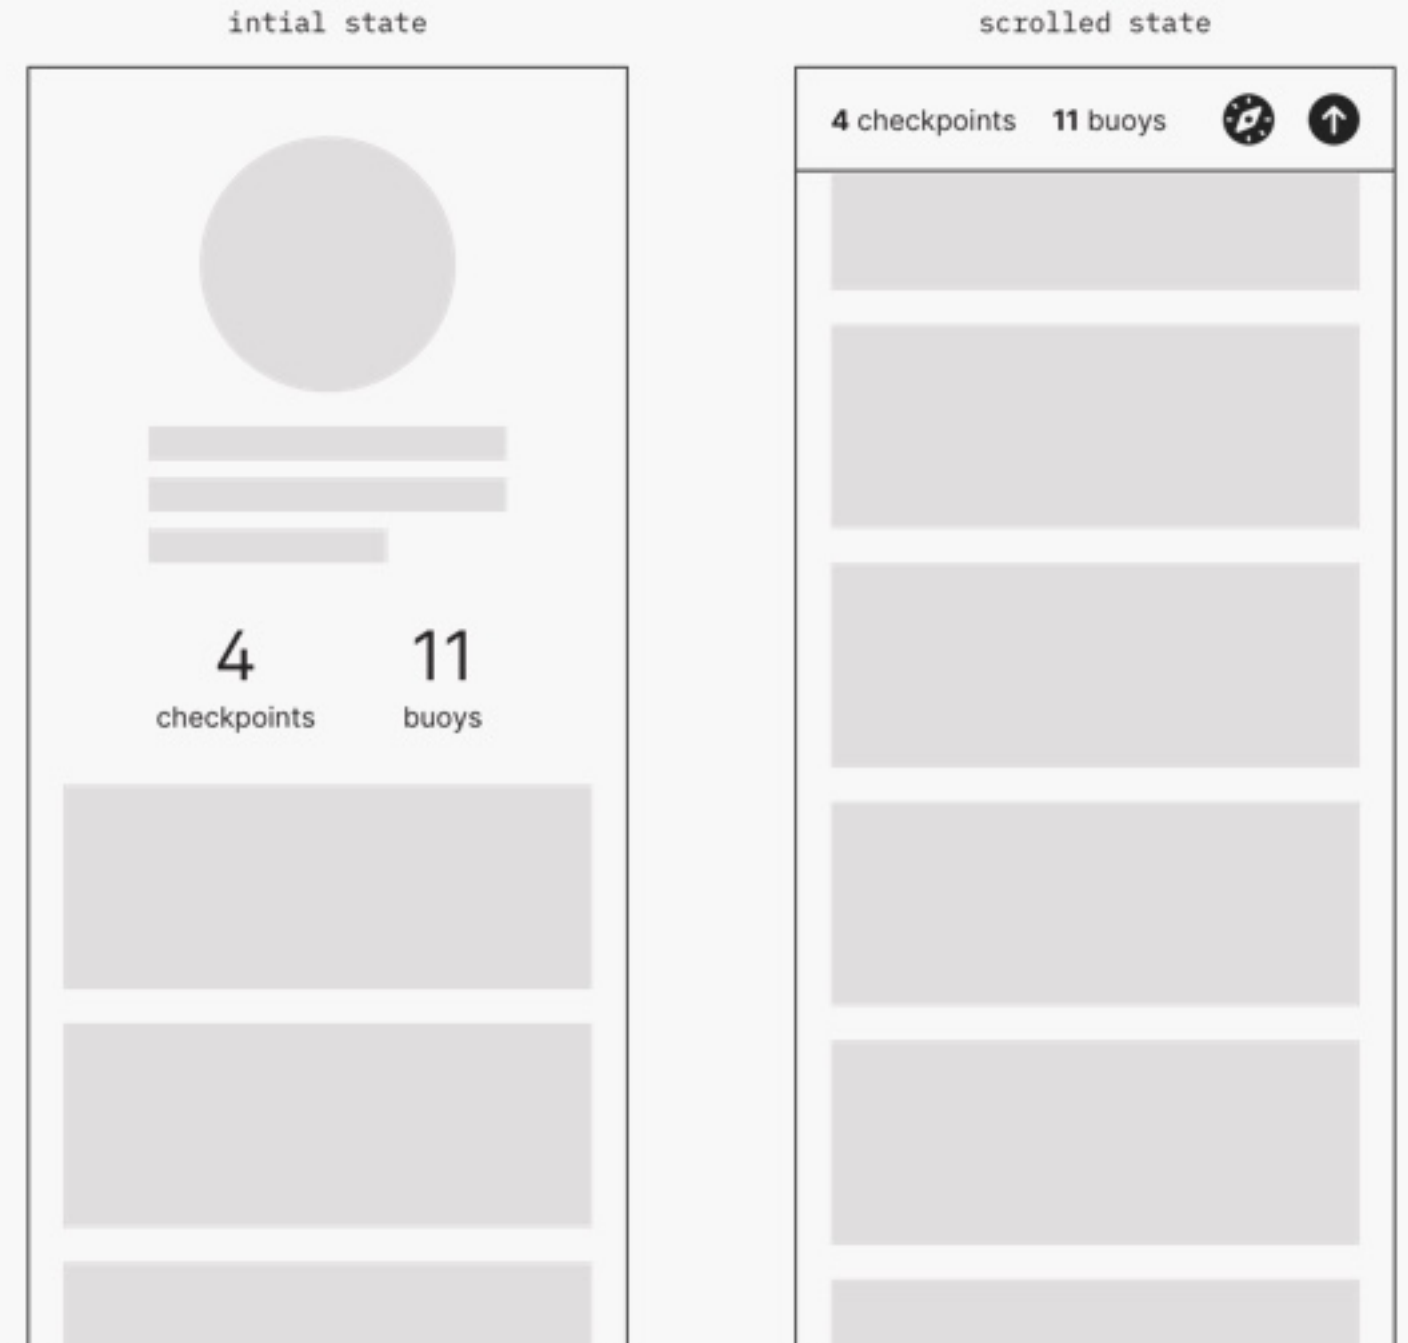 intial state
4
11
checkpoints
buoys
scrolled state
4 checkpoints 11 buoys